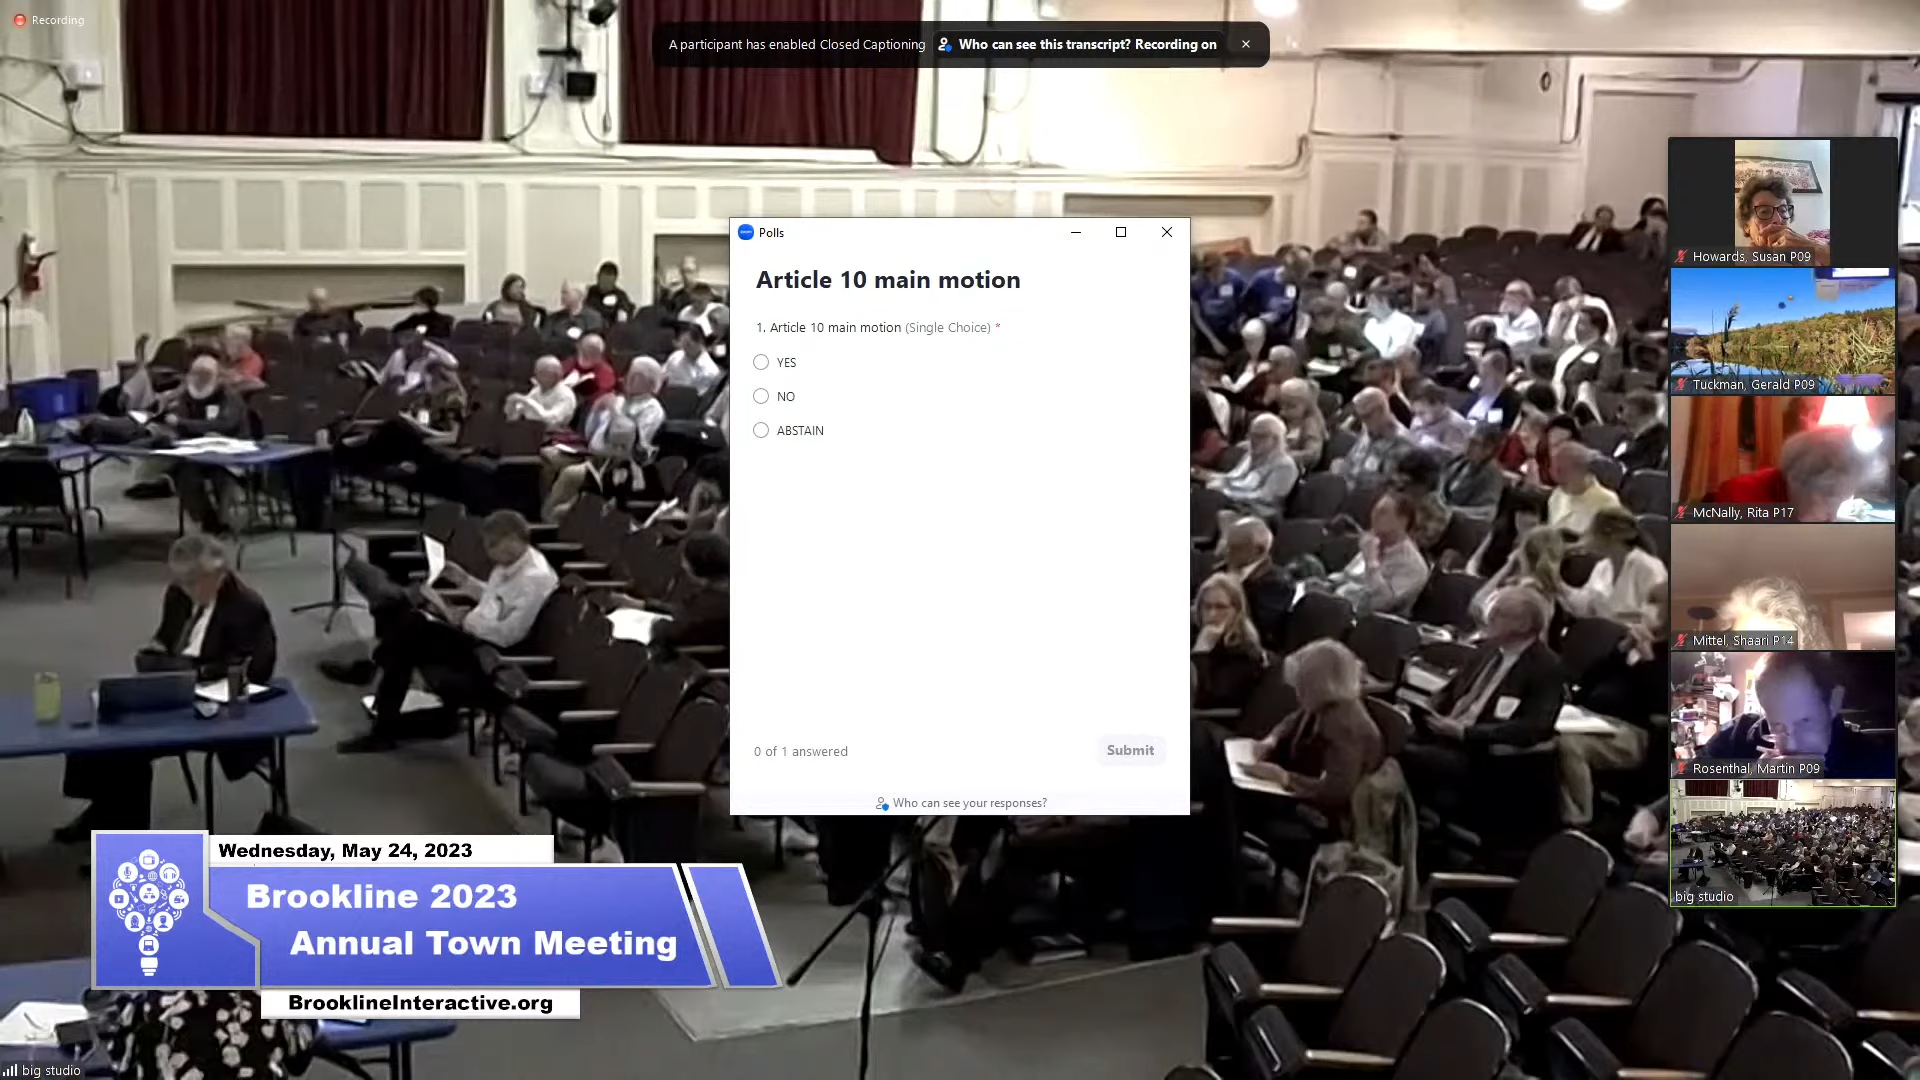 Recording
A participant has enabled Closed Captioning
Who can see this transcript? Recording on
Polls
Article 10 main motion
1. Article 10 main motion (Single Choice) *
YES
NO
ABSTAIN
0 of 1 answered
Submit
Who can see your responses?
Howards, Susan P09
Tuckman, Gerald P09
McNally, Rita P17
Mittel, Shaari P14
Rosenthal, Martin P09
big studio
Wednesday, May 24, 2023
Brookline 2023
Annual Town Meeting
BrooklineInteractive.org
big studio